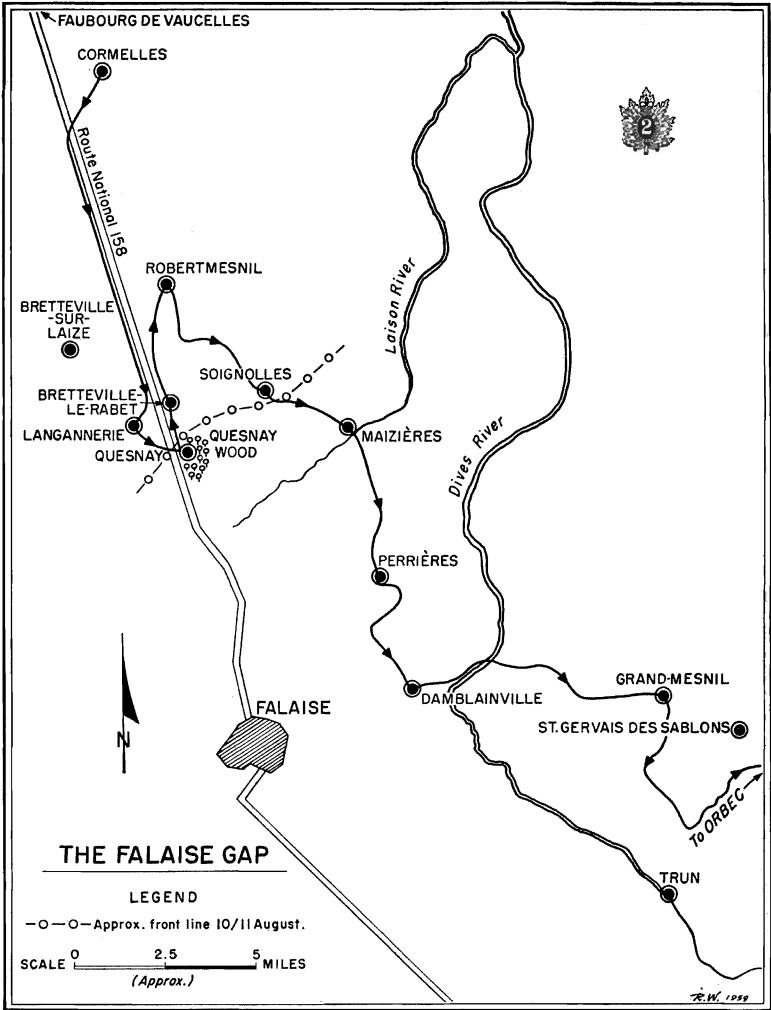 FAUBOURG DE VAUCELLES
CORMELLES
2
Route National 158
ROBERTMESNIL
Laison River
BRETTEVILLE
-SUR-
LAIZE
SOIGNOLLES
BRETTEVILLE-
LE-RABET
LANGANNERIE
QUESNAY
QUESNAY
WOOD
MAIZIÈRES
Dives River
PERRIÈRES
DAMBLAINVILLE
GRAND-MESNIL
ST. GERVAIS DES SABLONS
FALAISE
N
To ORBEC
THE FALAISE GAP
TRUN
LEGEND
—O—O—Approx. front line 10/11 August.
SCALE 0 2.5 5 MILES
(Approx.)
R.W. 1959